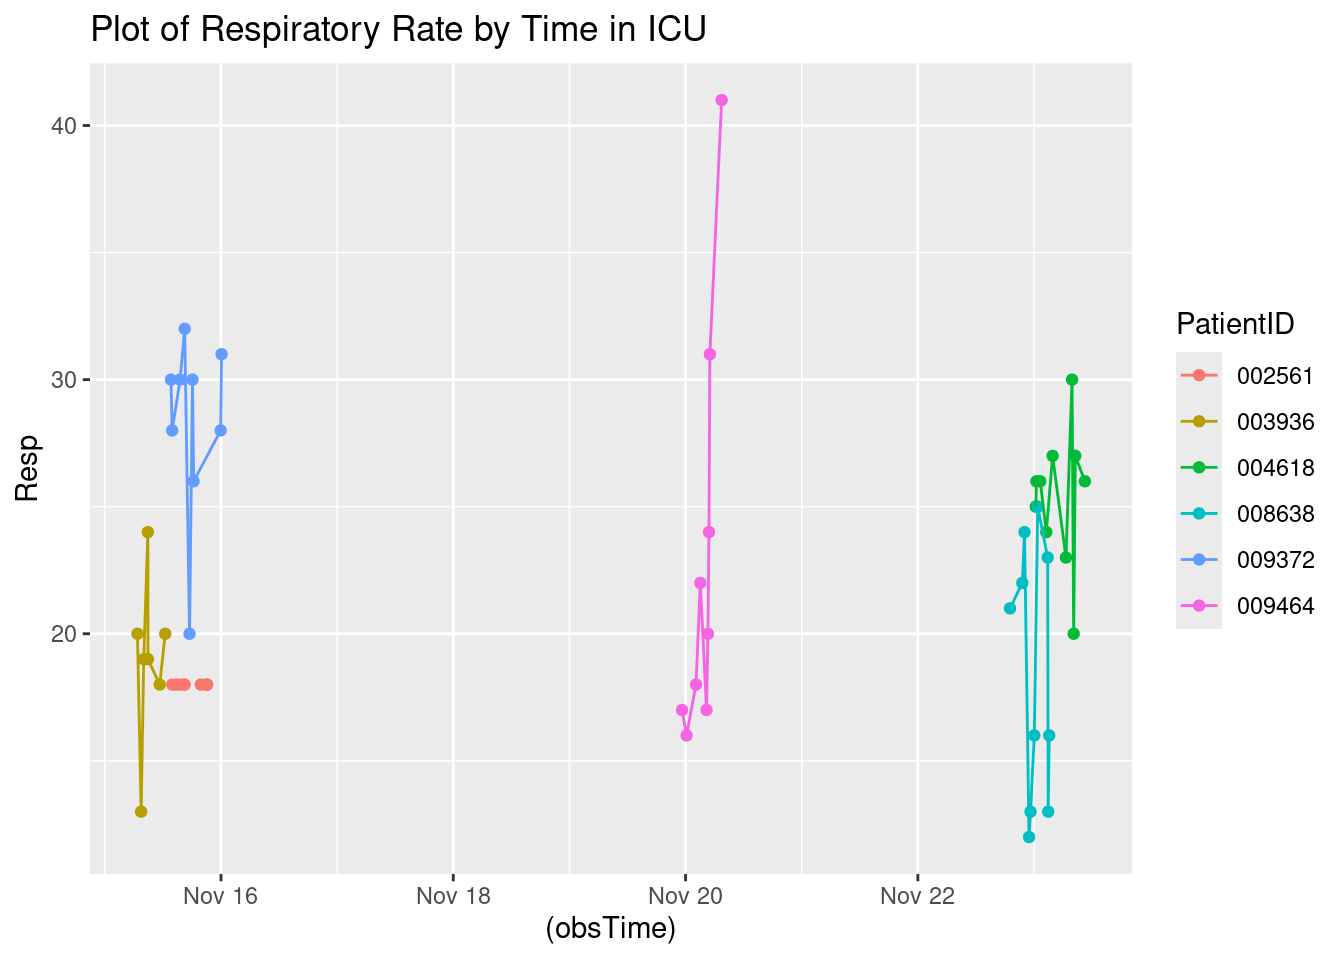 Plot of Respiratory Rate by Time in ICU
40
30
20
Resp
Nov 16
Nov 18
Nov 20
Nov 22
(obsTime)
PatientID
002561
003936
004618
008638
009372
009464